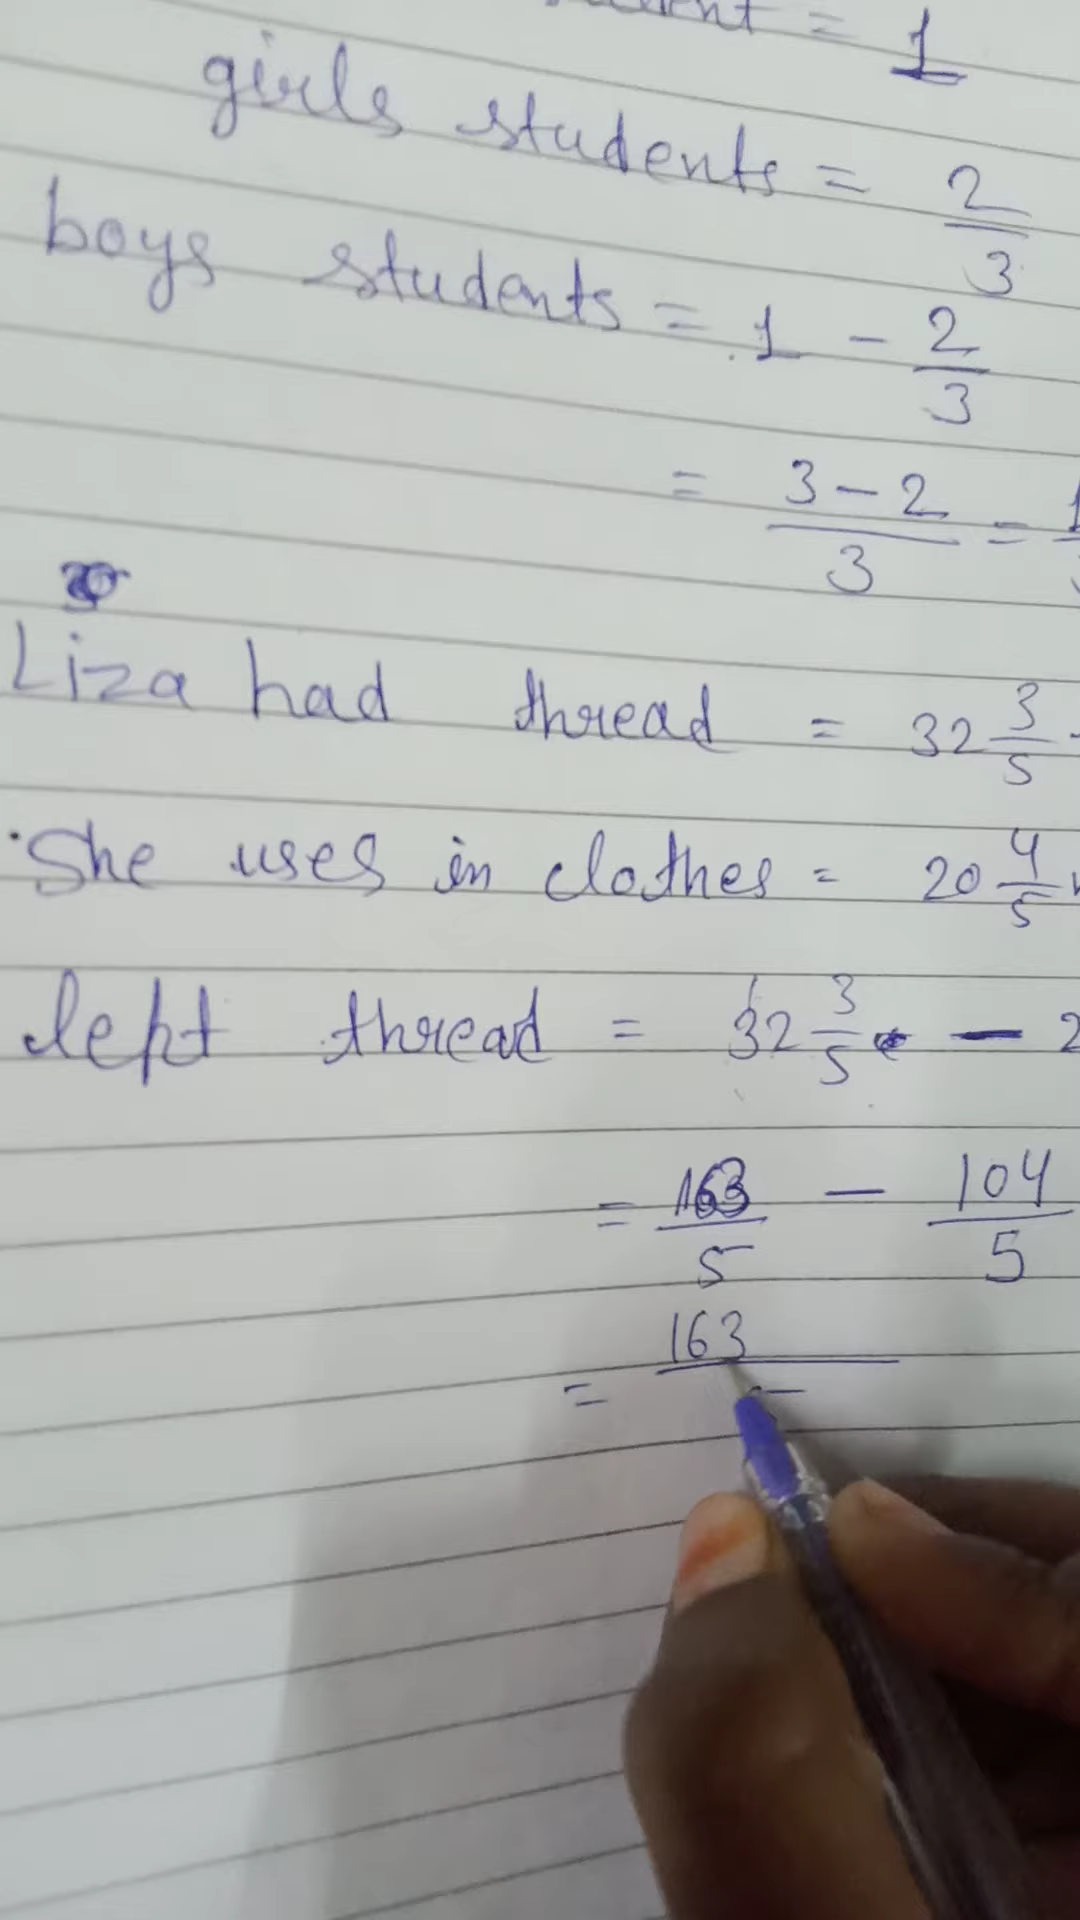 = 1
girls students = 2/3
boys students = 1 - 2/3
= 3-2/3 =
Liza had thread = 32 3/5
She uses in clothes = 20 4/5
left thread = 32 3/5 - 2
= 163/5 - 104/5
= 163